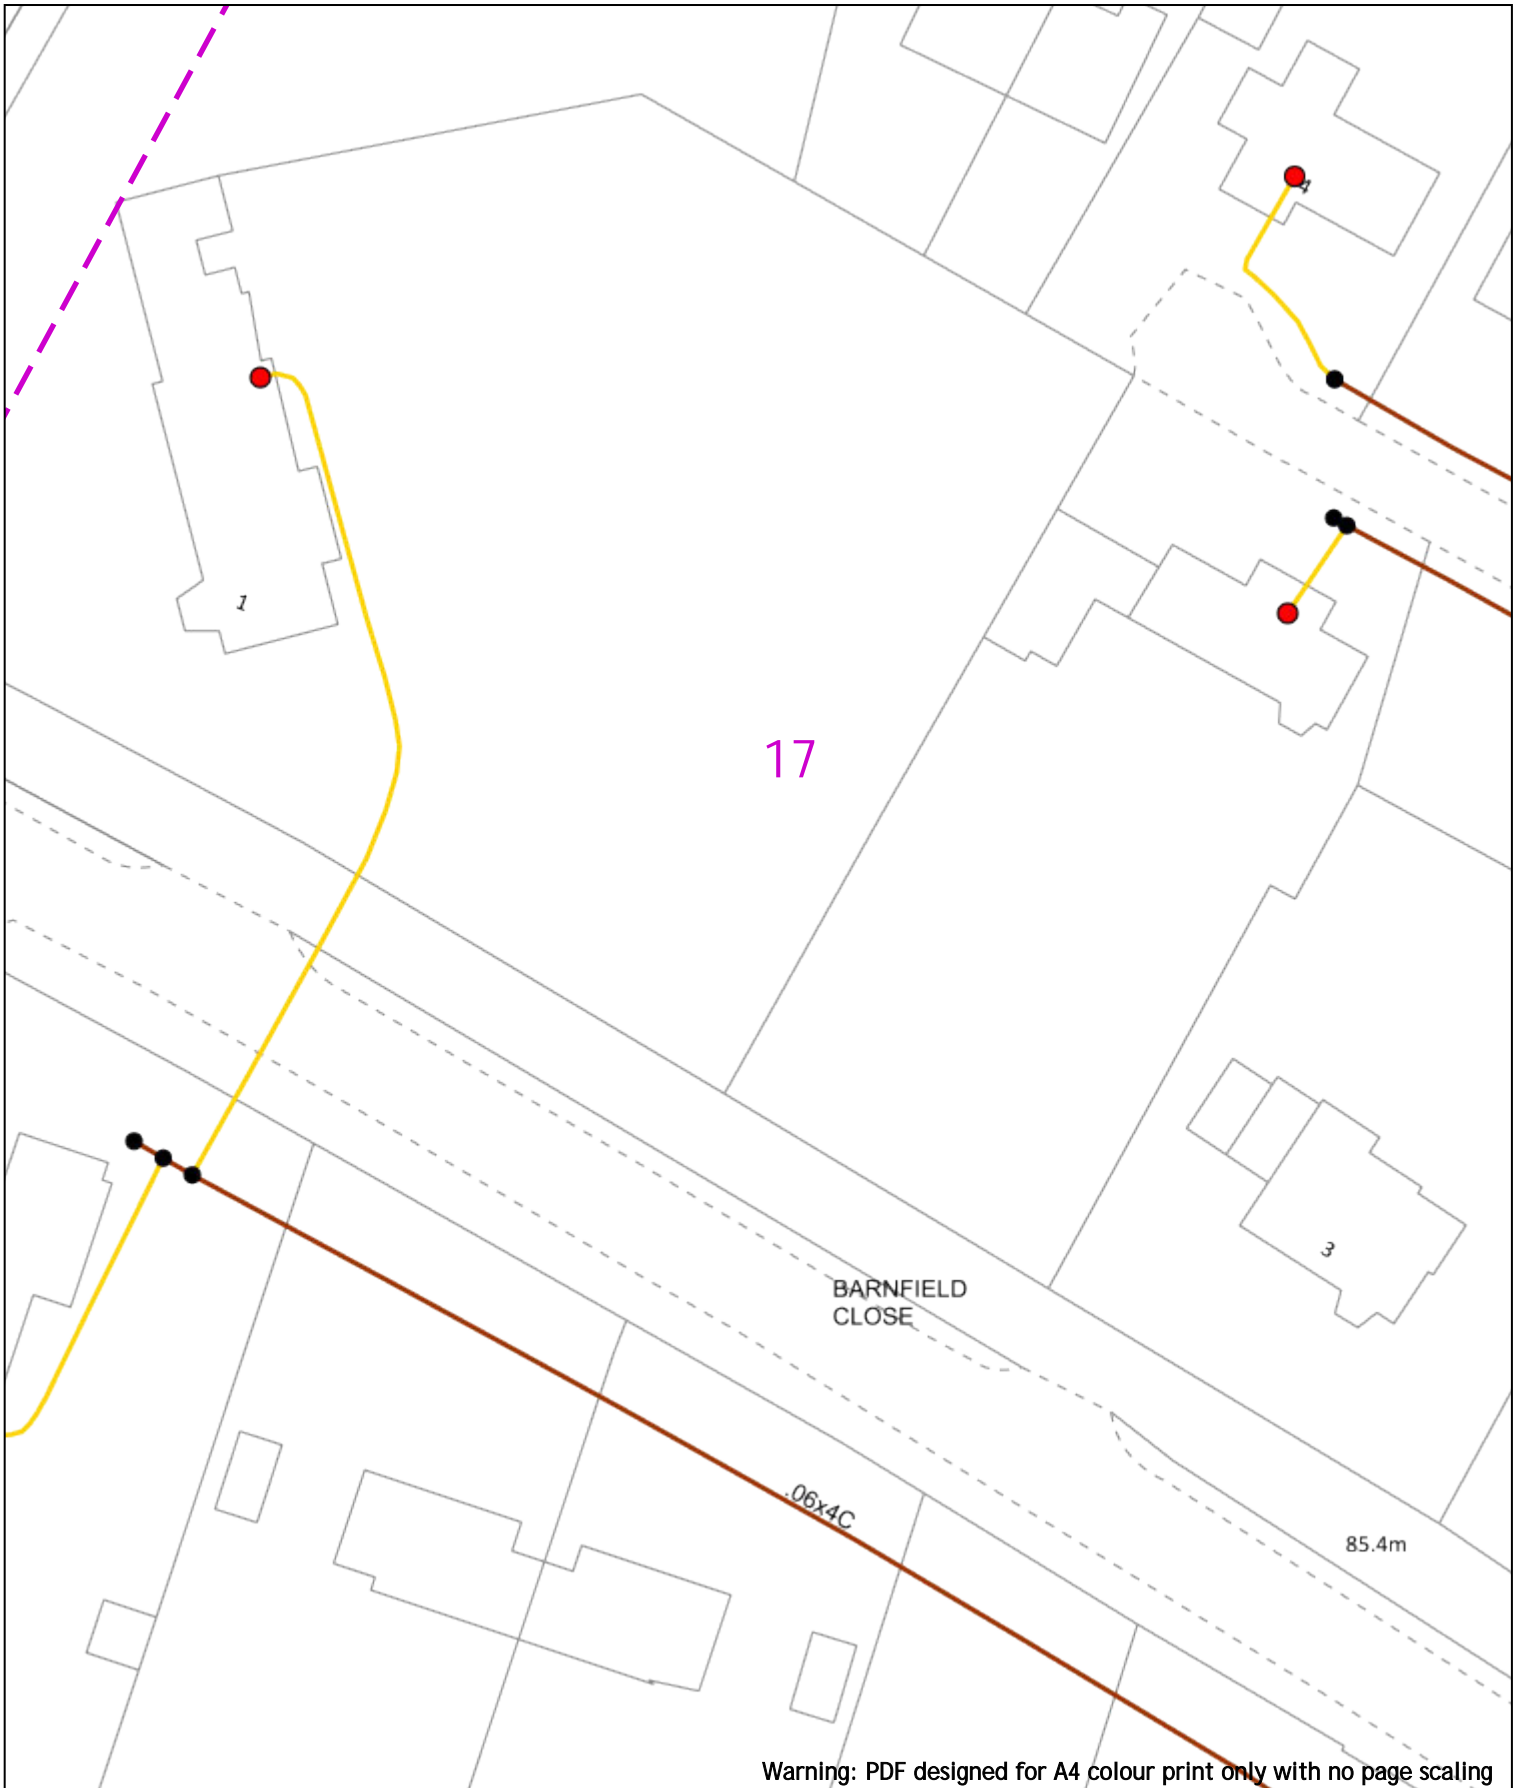 4
1
17
3
BARNFIELD
CLOSE
.06x4C
85.4m
Warning: PDF designed for A4 colour print only with no page scaling